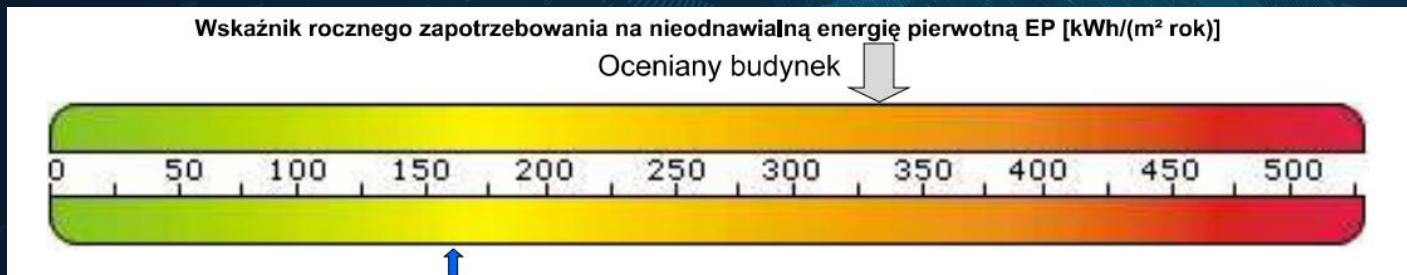 Wskaźnik rocznego zapotrzebowania na nieodnawialną energię pierwotną EP [kWh/(m² rok)]
Oceniany budynek
0 50 100 150 200 250 300 350 400 450 500